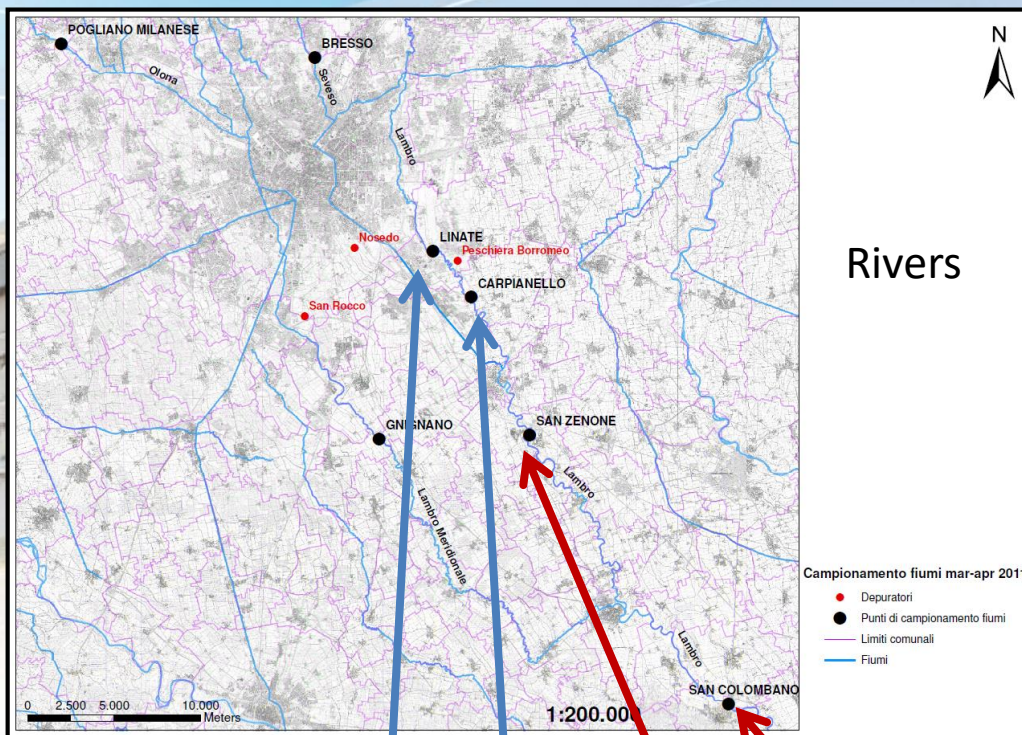 POGLIANO MILANESE
BRESSO
Olona
Seveso
Lambro
N
Nosedo
LINATE
Peschiera Borromeo
CARPIANELLO
San Rocco
Rivers
GNIGNANO
SAN ZENONE
Lambro
Lambro Meridionale
Campionamento fiumi mar-apr 2011
Depuratori
Punti di campionamento fiumi
Limiti comunali
Fiumi
Lambro
SAN COLOMBANO
0 2.500 5.000 10.000
Meters
1:200.000